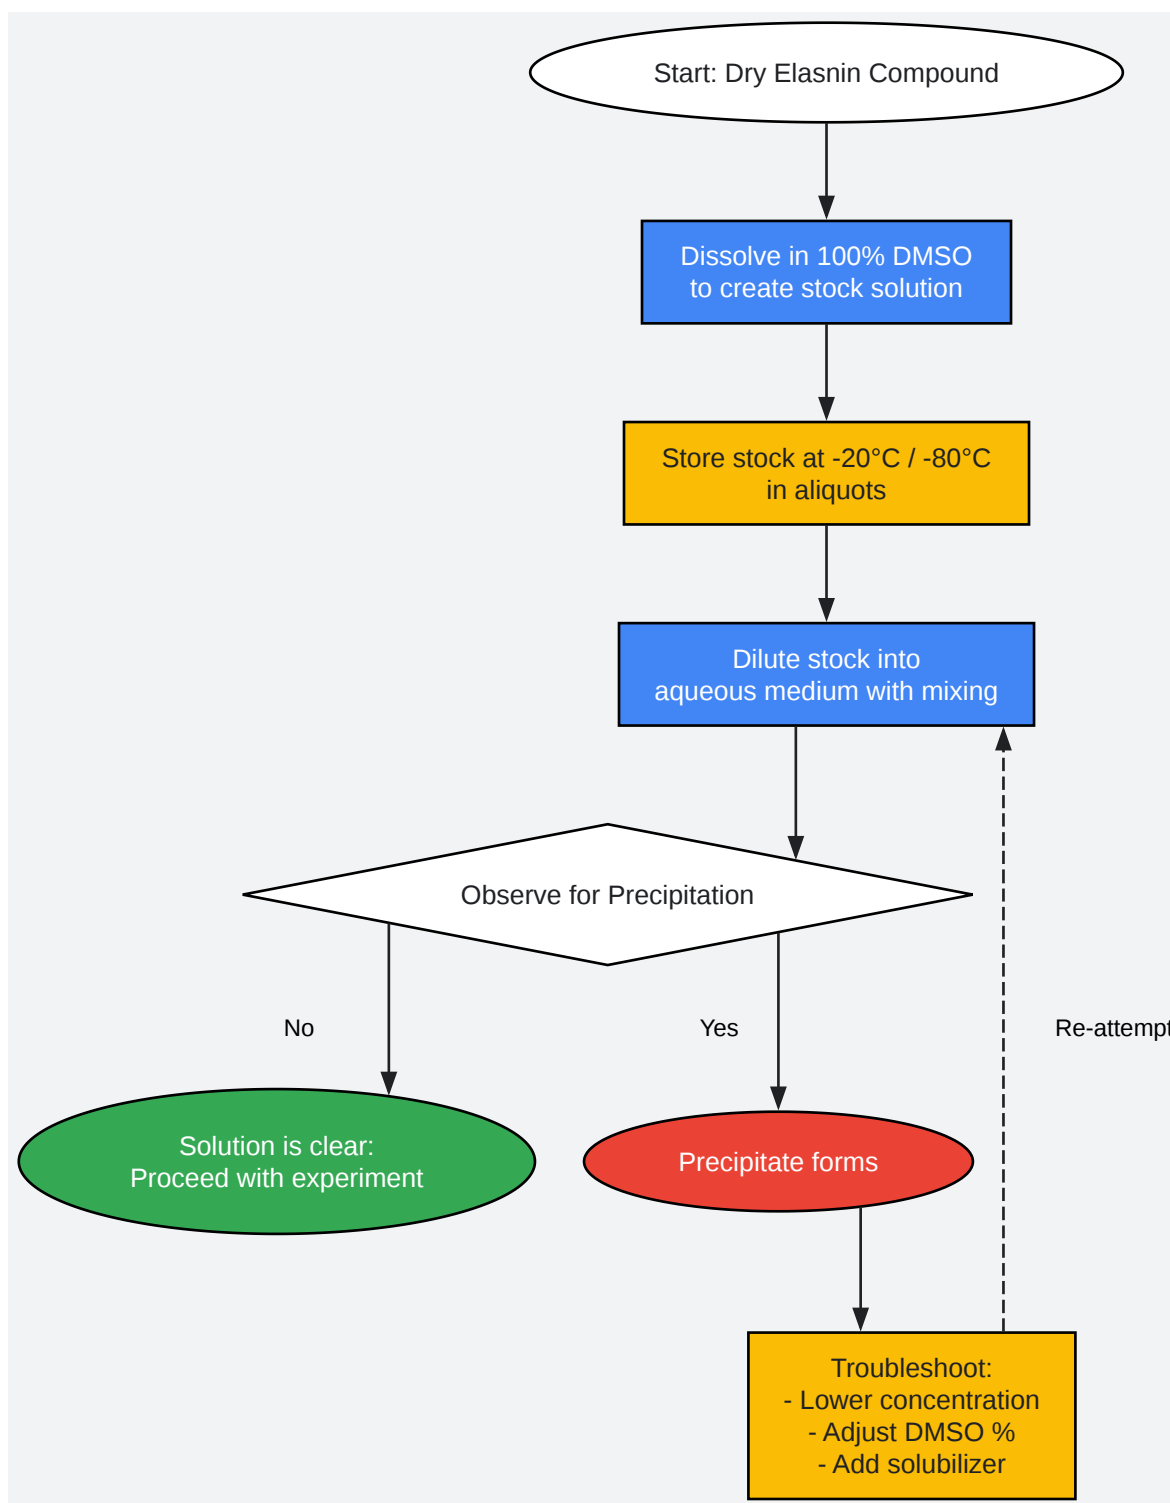 Start: Dry Elasnin Compound
Dissolve in 100% DMSO
to create stock solution
Store stock at -20°C / -80°C
in aliquots
Dilute stock into
aqueous medium with mixing
Observe for Precipitation
No
Yes
Re-attempt
Solution is clear:
Proceed with experiment
Precipitate forms
Troubleshoot:
- Lower concentration
- Adjust DMSO %
- Add solubilizer